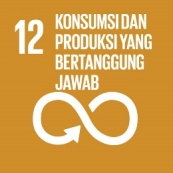 12 KONSUMSI DAN
PRODUKSI YANG
BERTANGGUNG
JAWAB